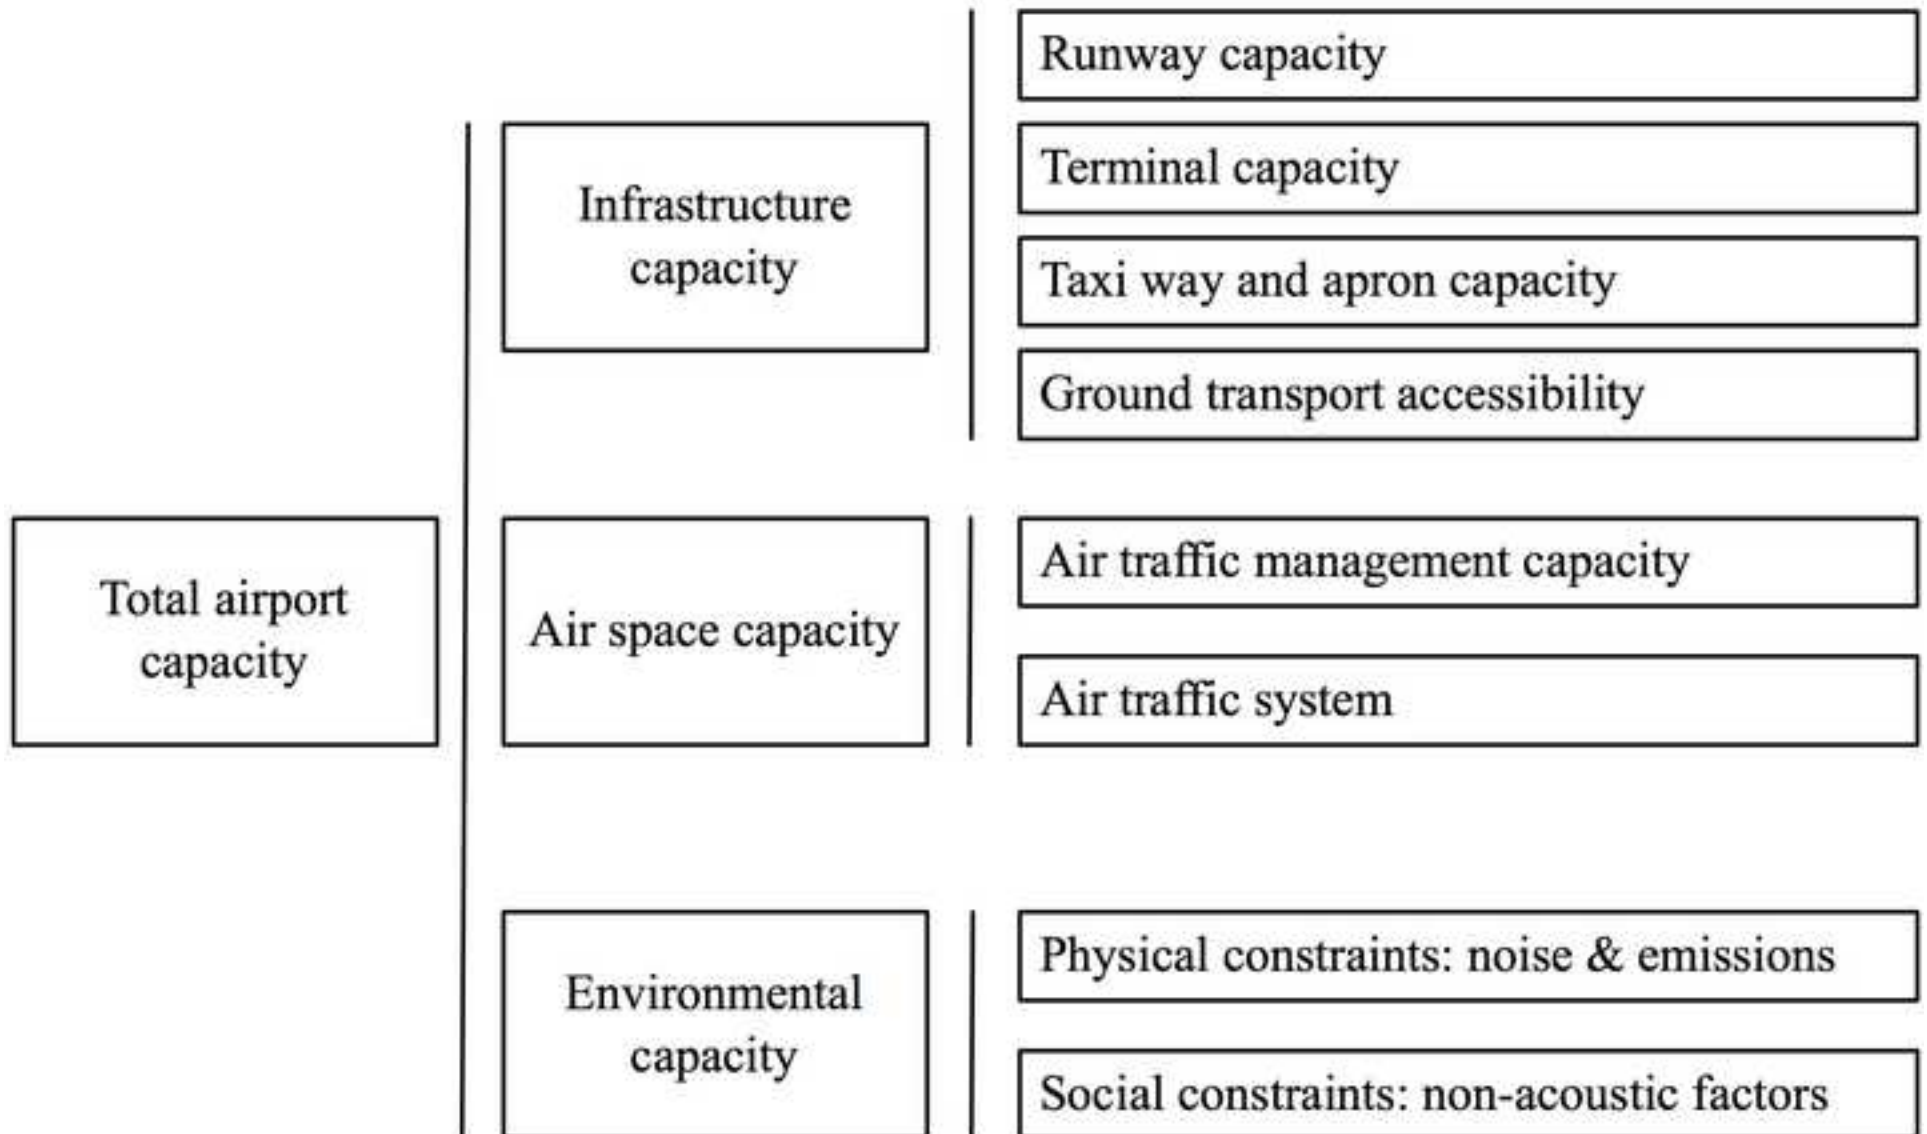 Total airport
capacity
Infrastructure
capacity
Runway capacity
Terminal capacity
Taxi way and apron capacity
Ground transport accessibility
Air space capacity
Air traffic management capacity
Air traffic system
Environmental
capacity
Physical constraints: noise & emissions
Social constraints: non-acoustic factors